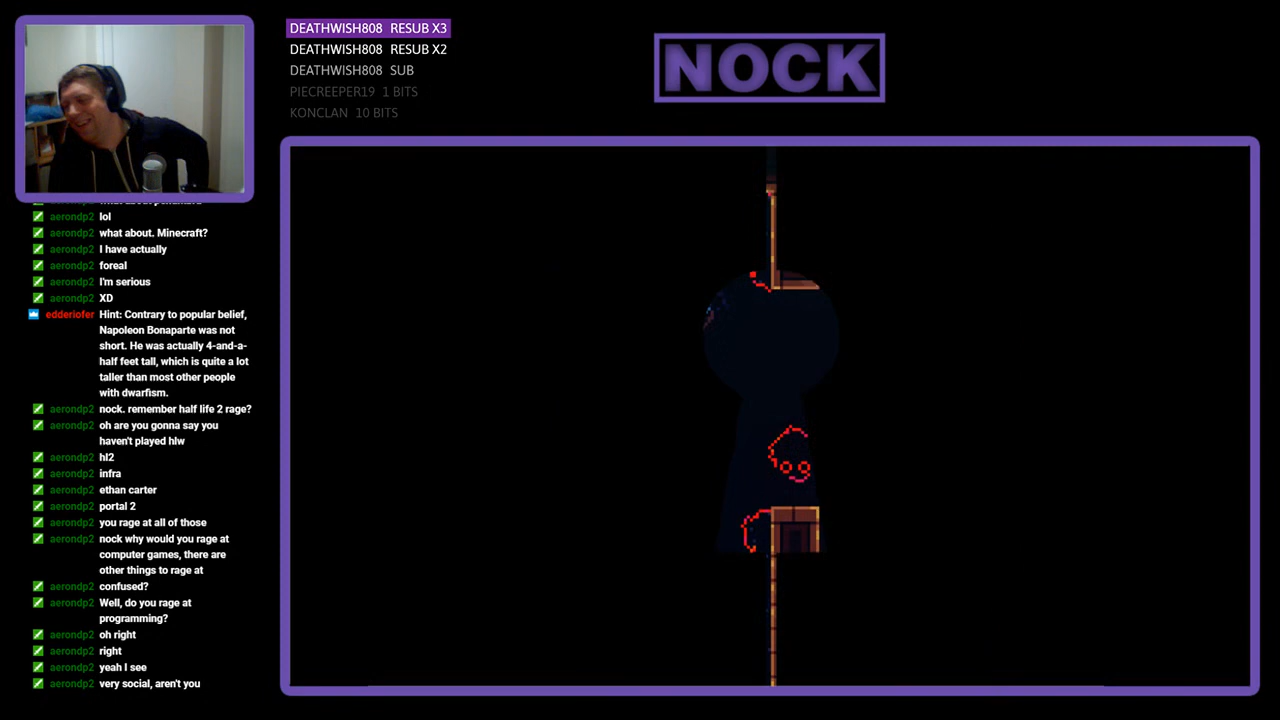 DEATHWISH808 RESUB X3
DEATHWISH808 RESUB X2
DEATHWISH808 SUB
PIECREEPER19 1 BITS
KONCLAN 10 BITS
NOCK
aerondp2 lol
aerondp2 what about. Minecraft?
aerondp2 I have actually
aerondp2 foreal
aerondp2 I'm serious
aerondp2 XD
edderiofer Hint: Contrary to popular belief,
Napoleon Bonaparte was not
short. He was actually 4-and-a-
half feet tall, which is quite a lot
taller than most other people
with dwarfism.
aerondp2 nock. remember half life 2 rage?
aerondp2 oh are you gonna say you
haven't played hlw
aerondp2 hl2
aerondp2 infra
aerondp2 ethan carter
aerondp2 portal 2
aerondp2 you rage at all of those
aerondp2 nock why would you rage at
computer games, there are
other things to rage at
aerondp2 confused?
aerondp2 Well, do you rage at
programming?
aerondp2 oh right
aerondp2 right
aerondp2 yeah I see
aerondp2 very social, aren't you